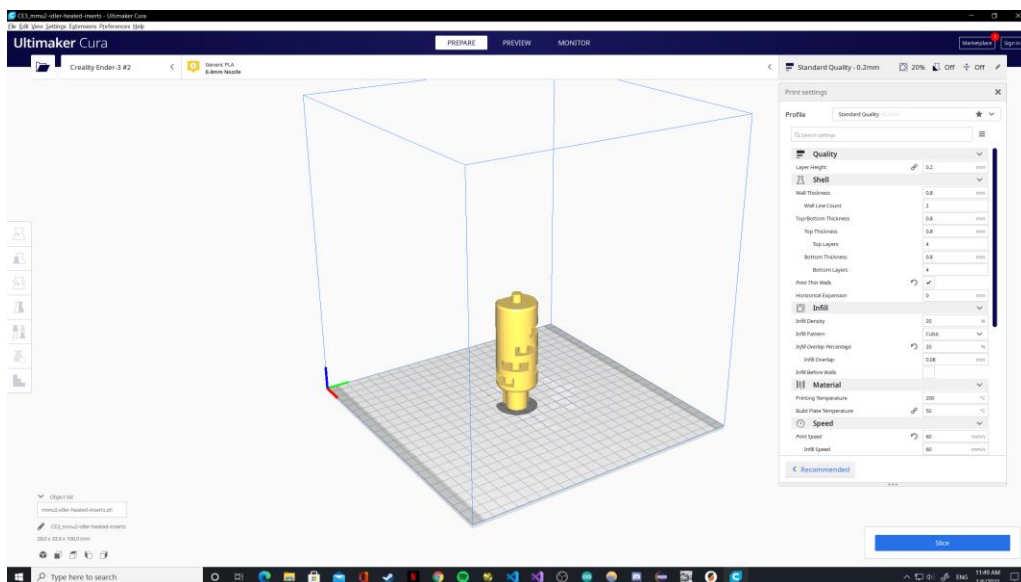 CE3_mmu2-idler-heated-inserts - Ultimaker Cura
File Edit View Settings Extensions Preferences Help
Ultimaker Cura
PREPARE
PREVIEW
MONITOR
Marketplace
Sign in
Creality Ender-3 #2
Generic PLA
0.4mm Nozzle
Standard Quality - 0.2mm
20%
Off
Off
Print settings
Profile
Standard Quality
Search settings
Quality
Layer Height
0.2
mm
Shell
Wall Thickness
0.8
mm
Wall Line Count
2
Top/Bottom Thickness
0.8
mm
Top Thickness
0.8
mm
Top Layers
4
Bottom Thickness
0.8
mm
Bottom Layers
4
Print Thin Walls
Horizontal Expansion
0
mm
Infill
Infill Density
20
%
Infill Pattern
Cubic
Infill Overlap Percentage
20
%
Infill Overlap
0.08
mm
Infill Before Walls
Material
Printing Temperature
200
°C
Build Plate Temperature
50
°C
Speed
Print Speed
60
mm/s
Infill Speed
60
mm/s
Recommended
Object list
mmu2-idler-heated-inserts.stl
CE3_mmu2-idler-heated-inserts
Slice
Type here to search
ENG
11:49 AM